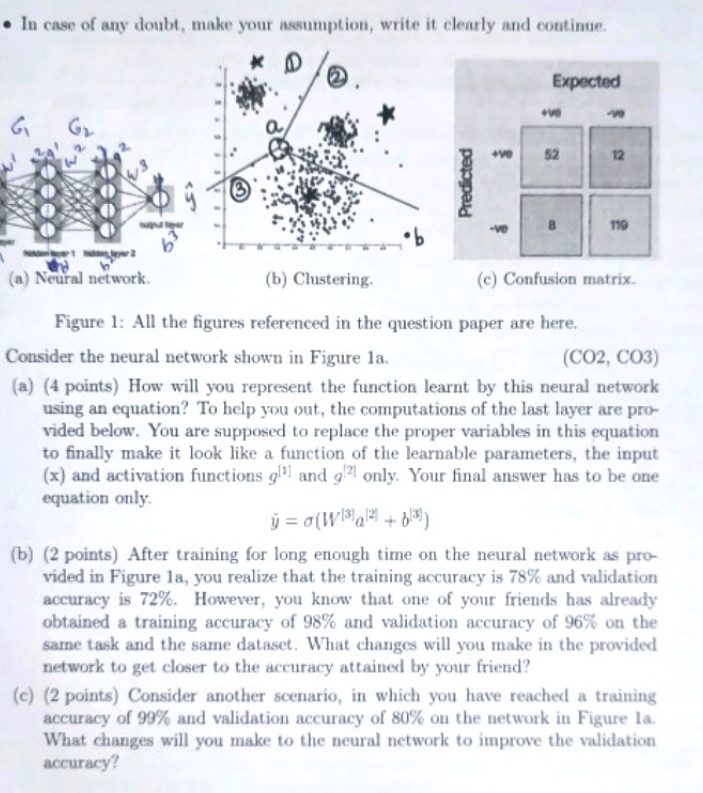 • In case of any doubt, make your assumption, write it clearly and continue.
①
②
③
a
•b
G₁
G₂
W³
ŷ
b³
output layer
hidden layer 1 hidden layer 2
Expected
+ve -ve
Predicted
+ve 52 12
-ve 8 119
(a) Neural network. (b) Clustering. (c) Confusion matrix.
Figure 1: All the figures referenced in the question paper are here.
Consider the neural network shown in Figure 1a. (CO2, CO3)
(a) (4 points) How will you represent the function learnt by this neural network
using an equation? To help you out, the computations of the last layer are pro-
vided below. You are supposed to replace the proper variables in this equation
to finally make it look like a function of the learnable parameters, the input
(x) and activation functions g[1] and g[2] only. Your final answer has to be one
equation only.
ŷ = σ(W[3]a[2] + b[3])
(b) (2 points) After training for long enough time on the neural network as pro-
vided in Figure 1a, you realize that the training accuracy is 78% and validation
accuracy is 72%. However, you know that one of your friends has already
obtained a training accuracy of 98% and validation accuracy of 96% on the
same task and the same dataset. What changes will you make in the provided
network to get closer to the accuracy attained by your friend?
(c) (2 points) Consider another scenario, in which you have reached a training
accuracy of 99% and validation accuracy of 80% on the network in Figure 1a.
What changes will you make to the neural network to improve the validation
accuracy?